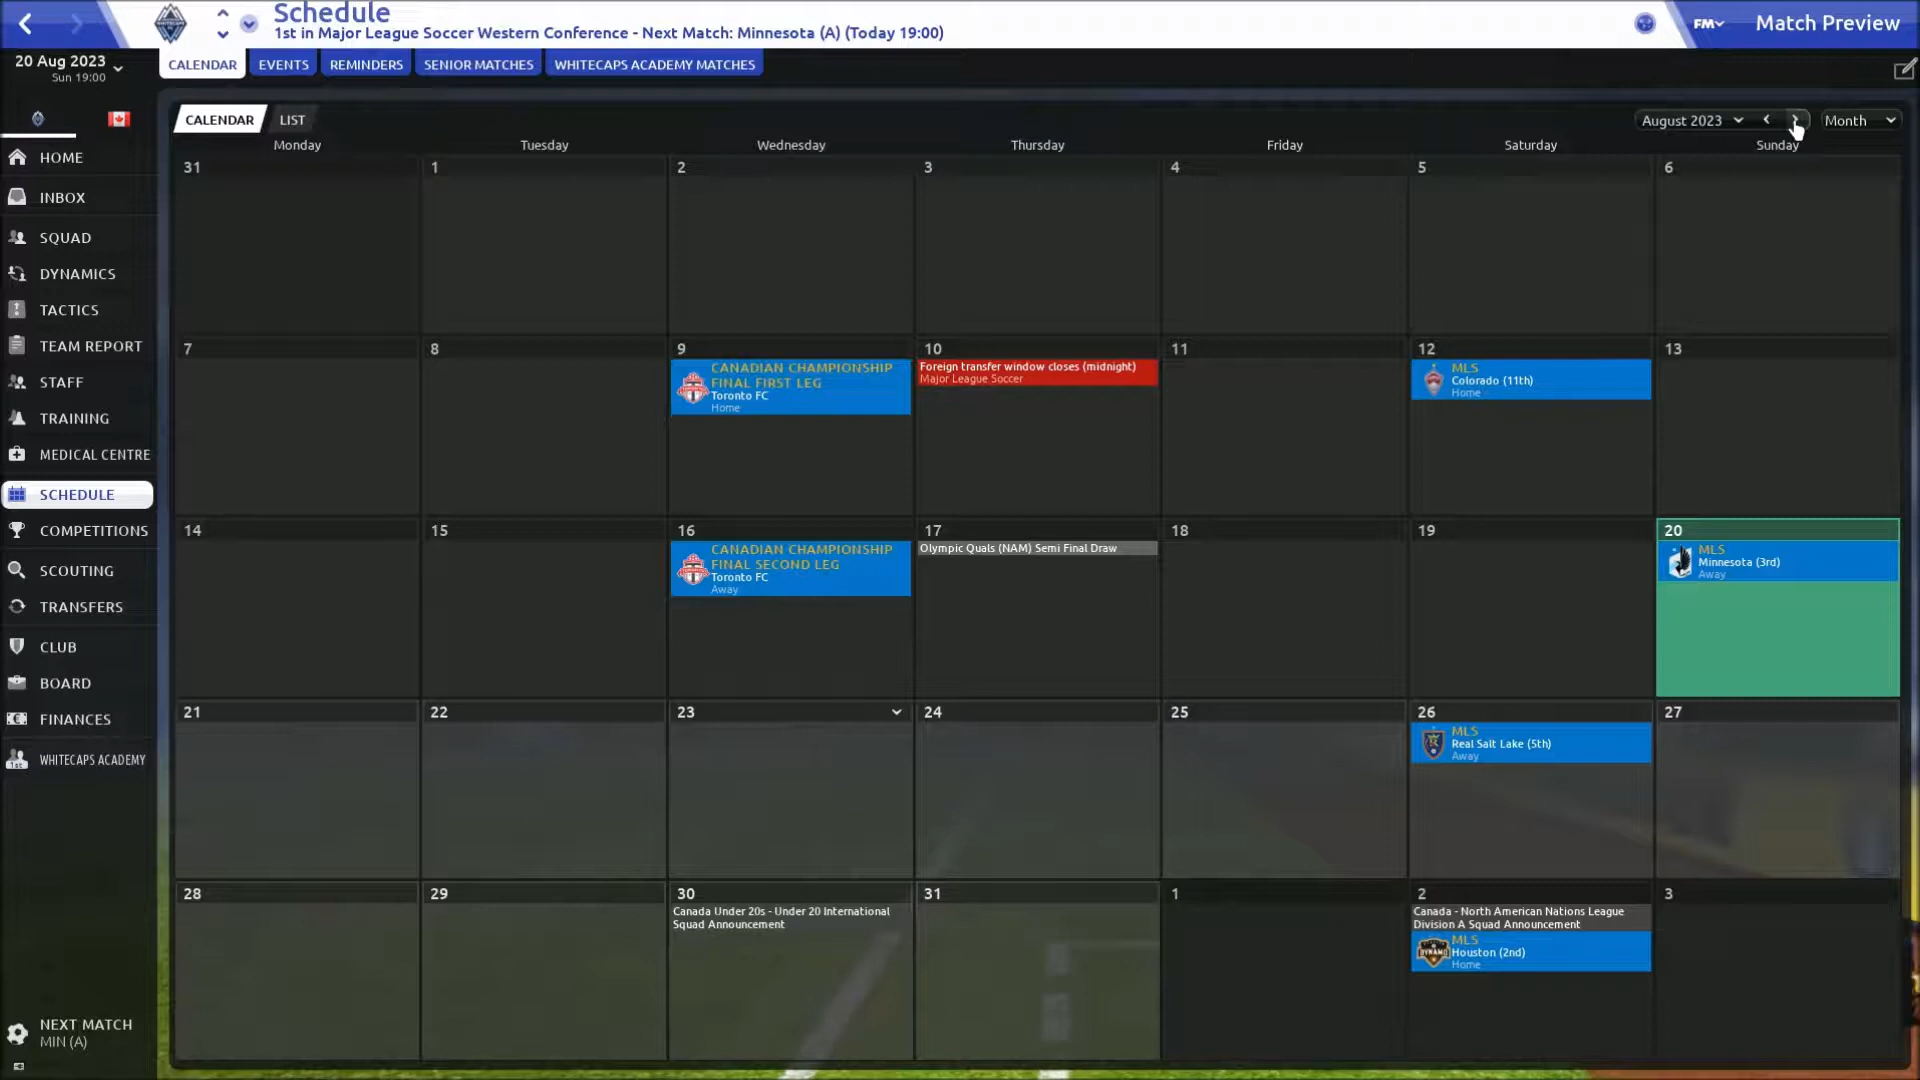 Schedule
1st in Major League Soccer Western Conference - Next Match: Minnesota (A) (Today 19:00)
FM
Match Preview
20 Aug 2023
Sun 19:00
CALENDAR
EVENTS
REMINDERS
SENIOR MATCHES
WHITECAPS ACADEMY MATCHES
CALENDAR
LIST
August 2023
Month
Monday
Tuesday
Wednesday
Thursday
Friday
Saturday
Sunday
HOME
INBOX
SQUAD
DYNAMICS
TACTICS
TEAM REPORT
STAFF
TRAINING
MEDICAL CENTRE
SCHEDULE
COMPETITIONS
SCOUTING
TRANSFERS
CLUB
BOARD
FINANCES
WHITECAPS ACADEMY
NEXT MATCH
MIN (A)
31
1
2
3
4
5
6
7
8
9
CANADIAN CHAMPIONSHIP
FINAL FIRST LEG
Toronto FC
Home
10
Foreign transfer window closes (midnight)
Major League Soccer
11
12
MLS
Colorado (11th)
Home
13
14
15
16
CANADIAN CHAMPIONSHIP
FINAL SECOND LEG
Toronto FC
Away
17
Olympic Quals (NAM) Semi Final Draw
18
19
20
MLS
Minnesota (3rd)
Away
21
22
23
24
25
26
MLS
Real Salt Lake (5th)
Away
27
28
29
30
Canada Under 20s - Under 20 International
Squad Announcement
31
1
2
Canada - North American Nations League
Division A Squad Announcement
MLS
Houston (2nd)
Home
3